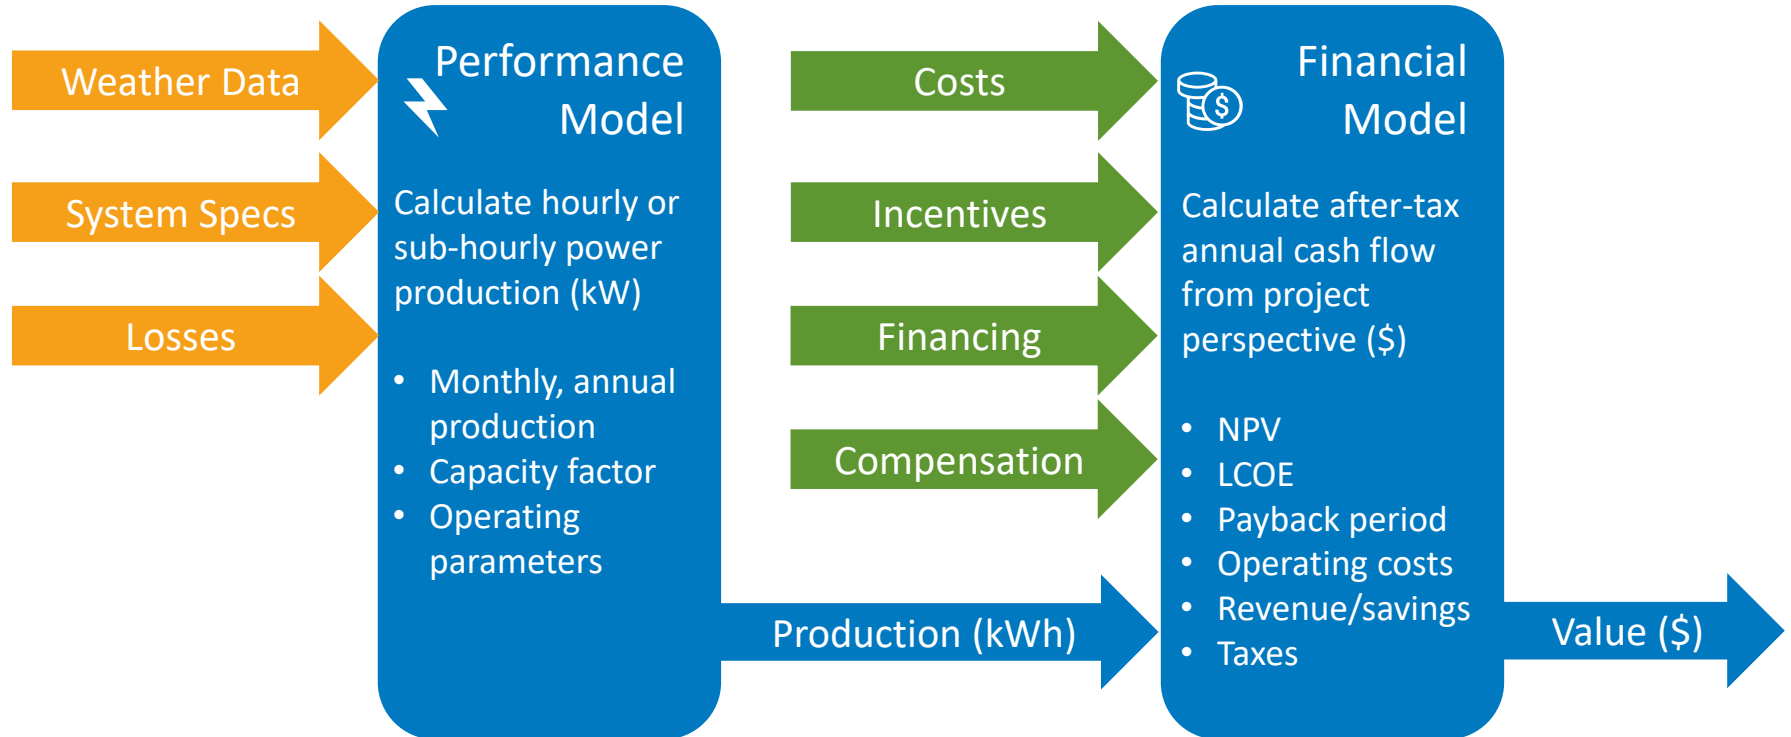 Weather Data
System Specs
Losses
Performance
Model
Calculate hourly or
sub-hourly power
production (kW)
• Monthly, annual
production
• Capacity factor
• Operating
parameters
Production (kWh)
Costs
Incentives
Financing
Compensation
$
Financial
Model
Calculate after-tax
annual cash flow
from project
perspective ($)
• NPV
• LCOE
• Payback period
• Operating costs
• Revenue/savings
• Taxes
Value ($)